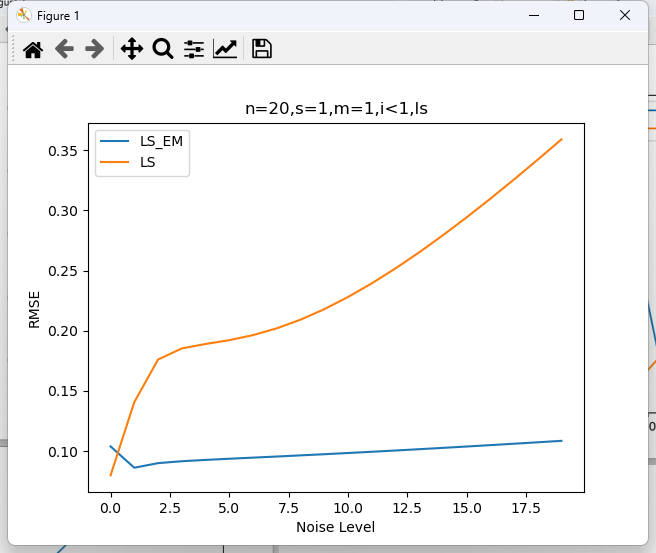 Figure 1
n=20,s=1,m=1,i<1,ls
LS_EM
LS
RMSE
0.35
0.30
0.25
0.20
0.15
0.10
0.0 2.5 5.0 7.5 10.0 12.5 15.0 17.5
Noise Level